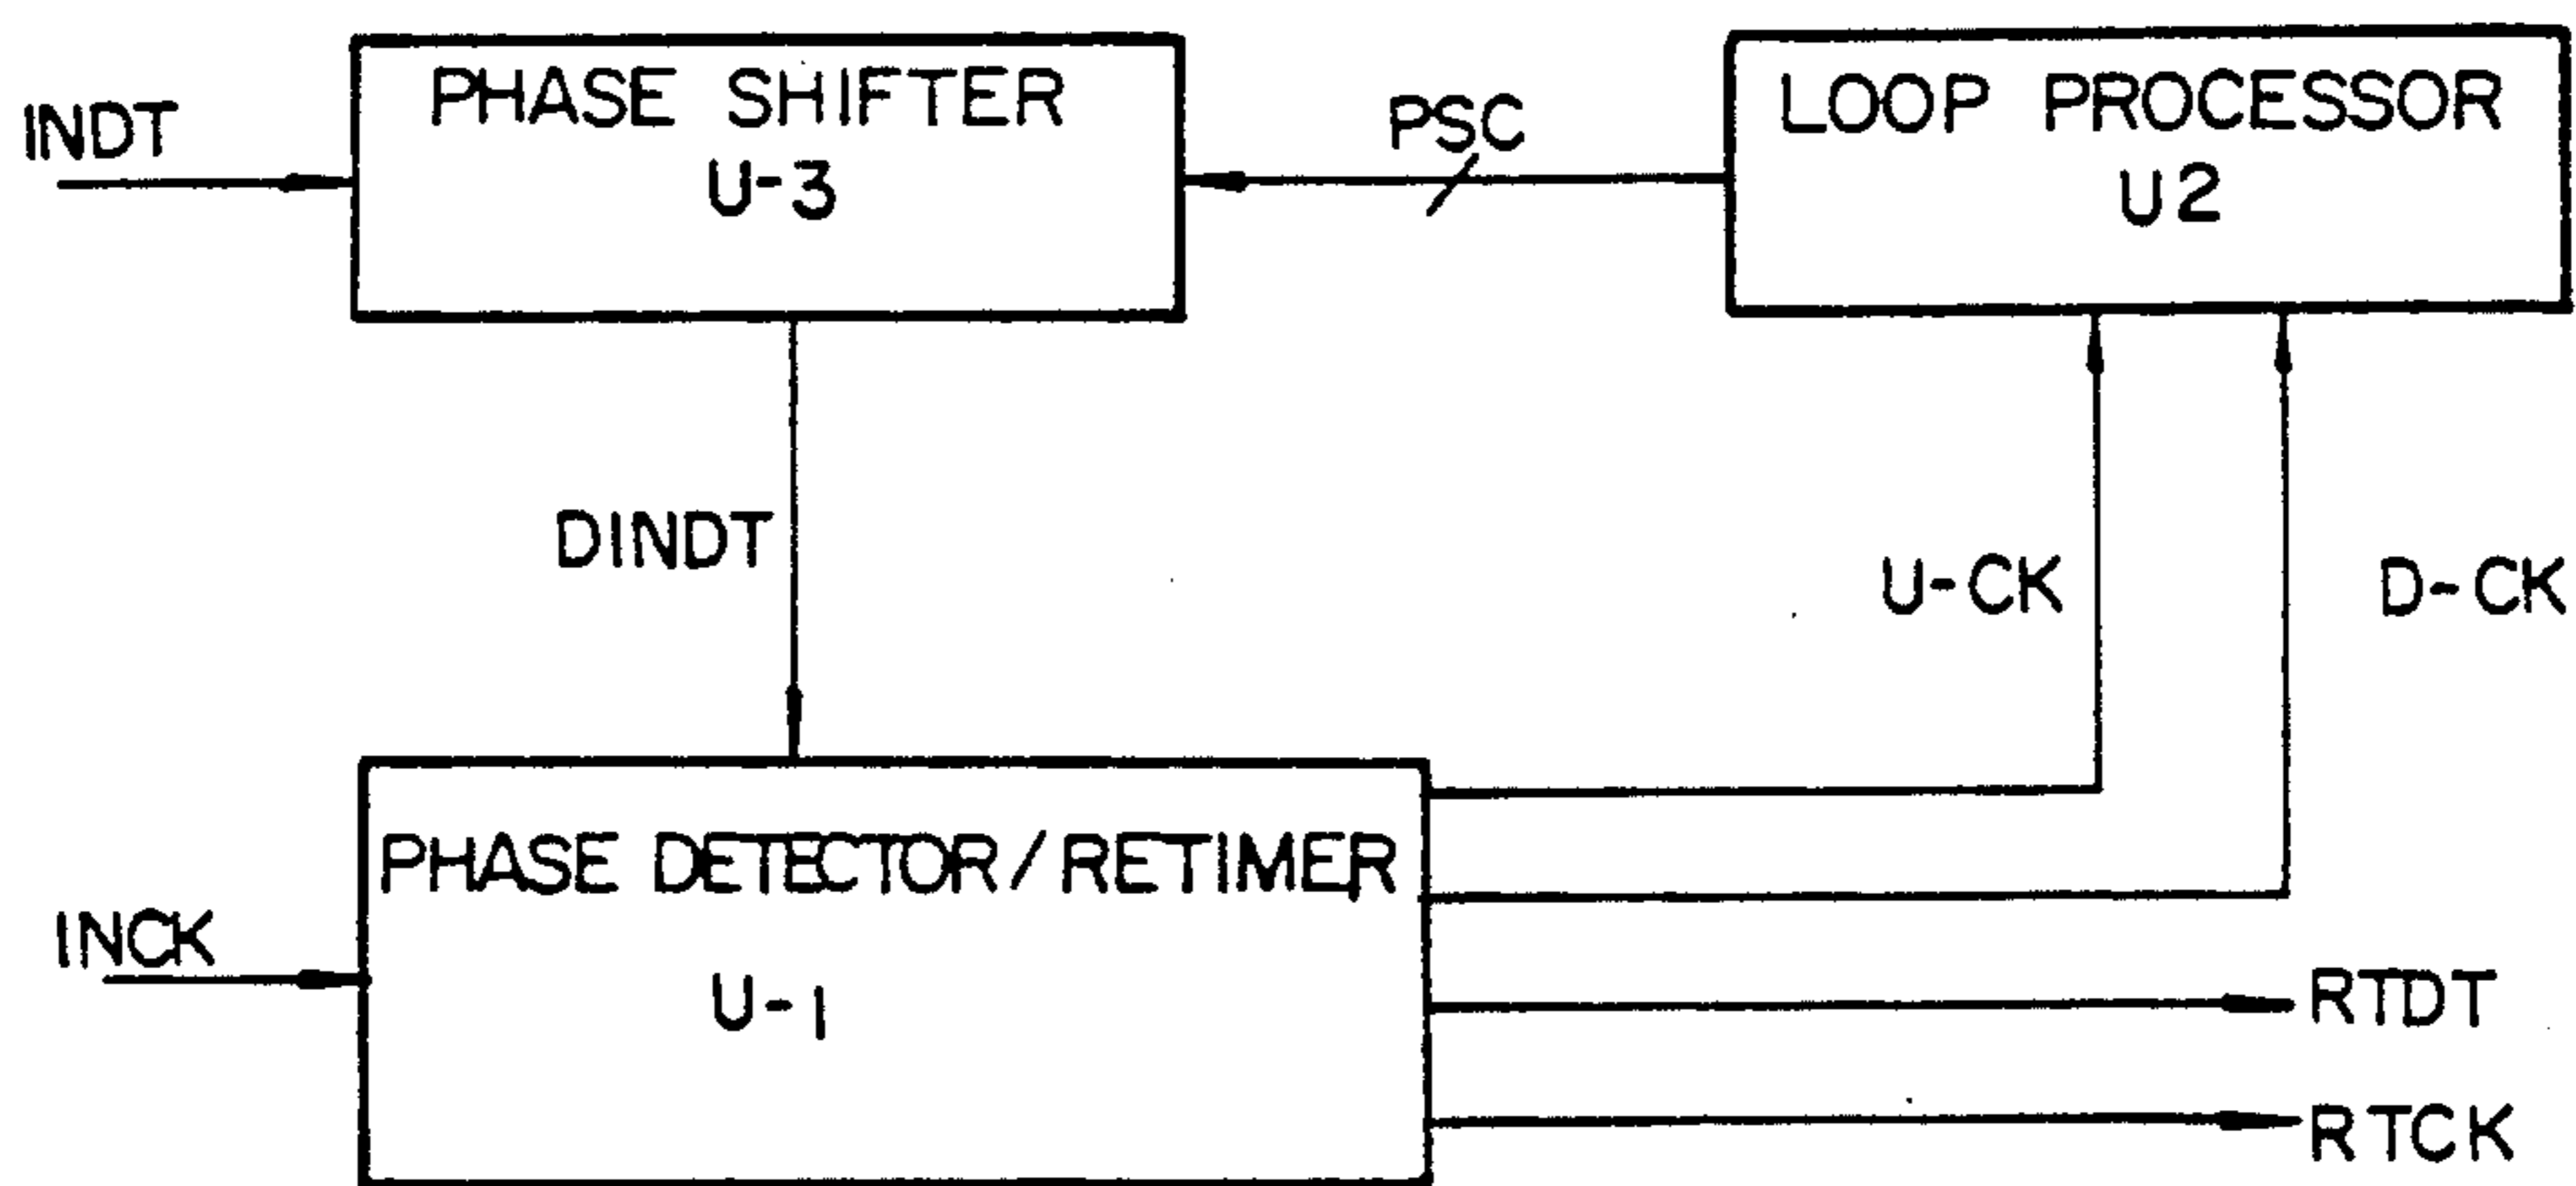 PHASE SHIFTER
U-3
INDT
PSC
LOOP PROCESSOR
U2
DINDT
U-CK
D-CK
PHASE DETECTOR/RETIMER
U-1
INCK
RTDT
RTCK